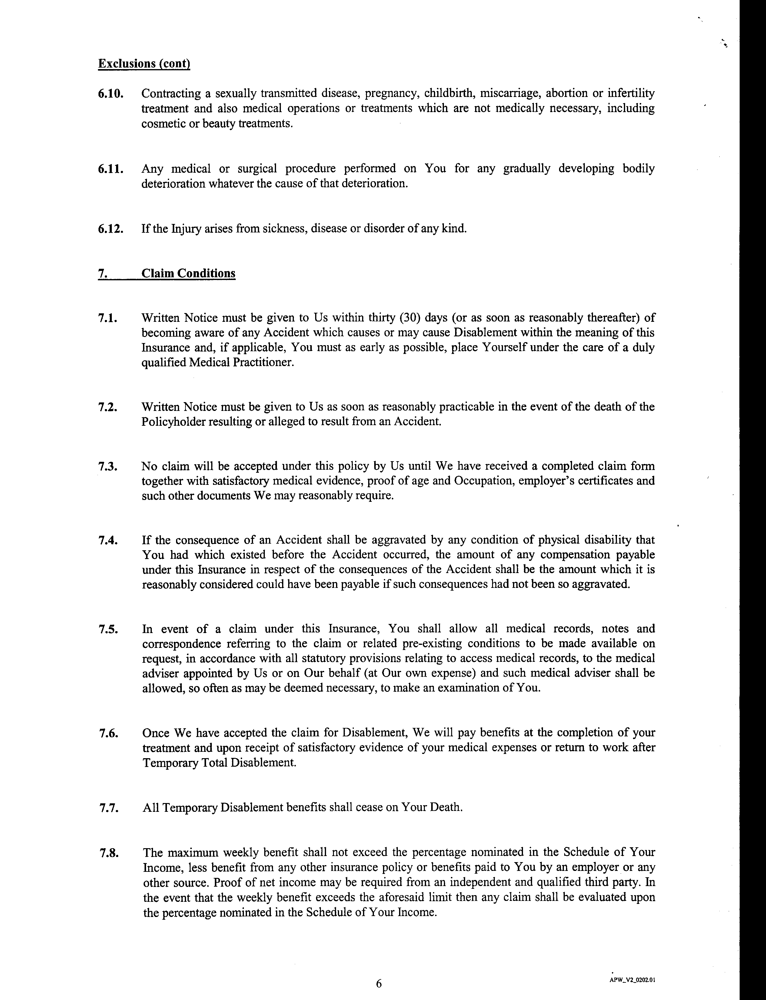 Exclusions (cont)
6.10. Contracting a sexually transmitted disease, pregnancy, childbirth, miscarriage, abortion or infertility
treatment and also medical operations or treatments which are not medically necessary, including
cosmetic or beauty treatments.
6.11. Any medical or surgical procedure performed on You for any gradually developing bodily
deterioration whatever the cause of that deterioration.
6.12. If the Injury arises from sickness, disease or disorder of any kind.
7. Claim Conditions
7.1. Written Notice must be given to Us within thirty (30) days (or as soon as reasonably thereafter) of
becoming aware of any Accident which causes or may cause Disablement within the meaning of this
Insurance and, if applicable, You must as early as possible, place Yourself under the care of a duly
qualified Medical Practitioner.
7.2. Written Notice must be given to Us as soon as reasonably practicable in the event of the death of the
Policyholder resulting or alleged to result from an Accident.
7.3. No claim will be accepted under this policy by Us until We have received a completed claim form
together with satisfactory medical evidence, proof of age and Occupation, employer's certificates and
such other documents We may reasonably require.
7.4. If the consequence of an Accident shall be aggravated by any condition of physical disability that
You had which existed before the Accident occurred, the amount of any compensation payable
under this Insurance in respect of the consequences of the Accident shall be the amount which it is
reasonably considered could have been payable if such consequences had not been so aggravated.
7.5. In event of a claim under this Insurance, You shall allow all medical records, notes and
correspondence referring to the claim or related pre-existing conditions to be made available on
request, in accordance with all statutory provisions relating to access medical records, to the medical
adviser appointed by Us or on Our behalf (at Our own expense) and such medical adviser shall be
allowed, so often as may be deemed necessary, to make an examination of You.
7.6. Once We have accepted the claim for Disablement, We will pay benefits at the completion of your
treatment and upon receipt of satisfactory evidence of your medical expenses or return to work after
Temporary Total Disablement.
7.7. All Temporary Disablement benefits shall cease on Your Death.
7.8. The maximum weekly benefit shall not exceed the percentage nominated in the Schedule of Your
Income, less benefit from any other insurance policy or benefits paid to You by an employer or any
other source. Proof of net income may be required from an independent and qualified third party. In
the event that the weekly benefit exceeds the aforesaid limit then any claim shall be evaluated upon
the percentage nominated in the Schedule of Your Income.
6
APW_V2_0202.01